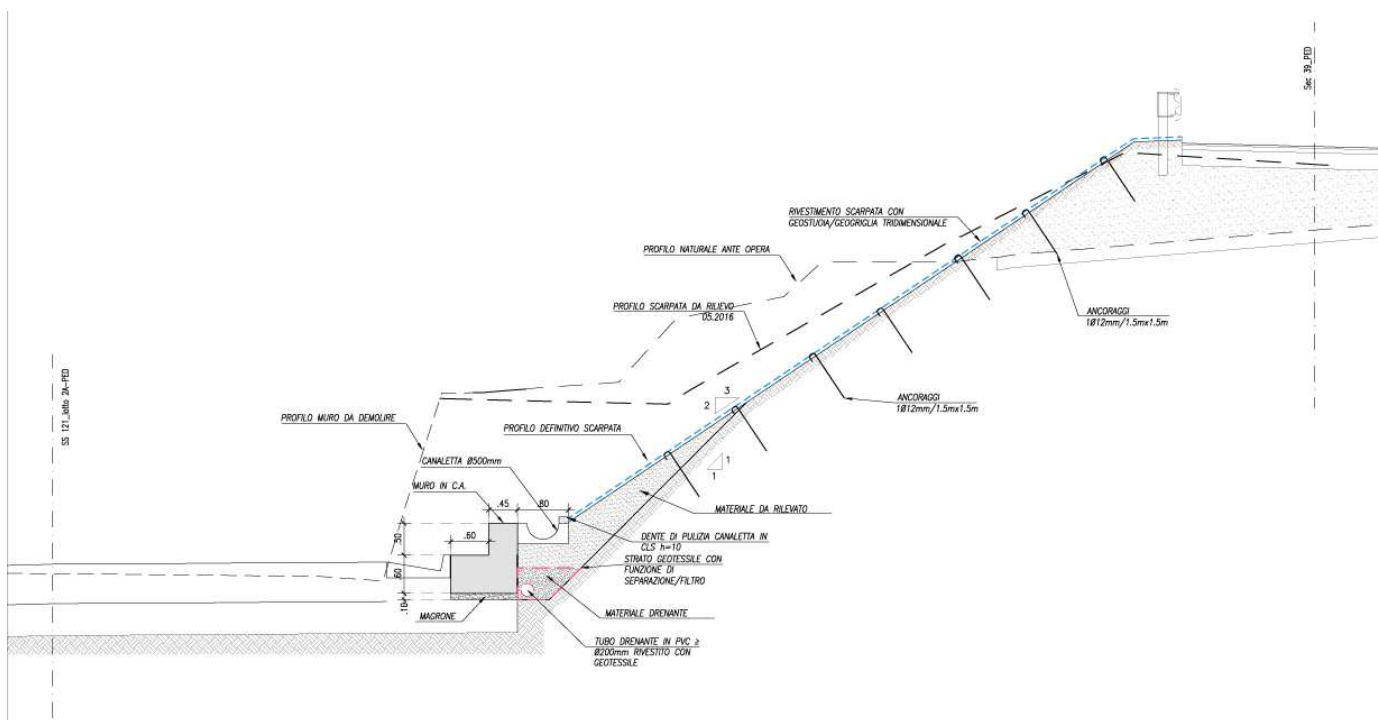 Sec 39_PED
RIVESTIMENTO SCARPATA CON
GEOSTUOIA/GEOGRIGLIA TRIDIMENSIONALE
PROFILO NATURALE ANTE OPERA
PROFILO SCARPATA DA RILIEVO
05.2016
ANCORAGGI
1Ø12mm/1.5mx1.5m
SS 121_lotto 2A-PED
3
2
ANCORAGGI
1Ø12mm/1.5mx1.5m
PROFILO MURO DA DEMOLIRE
PROFILO DEFINITIVO SCARPATA
CANALETTA Ø500mm
1
1
MURO IN C.A.
.45
.80
MATERIALE DA RILEVATO
.60
.50
DENTE DI PULIZIA CANALETTA IN
CLS h=10
STRATO GEOTESSILE CON
FUNZIONE DI
SEPARAZIONE/FILTRO
.60
.10
MAGRONE
MATERIALE DRENANTE
TUBO DRENANTE IN PVC ≥
Ø200mm RIVESTITO CON
GEOTESSILE